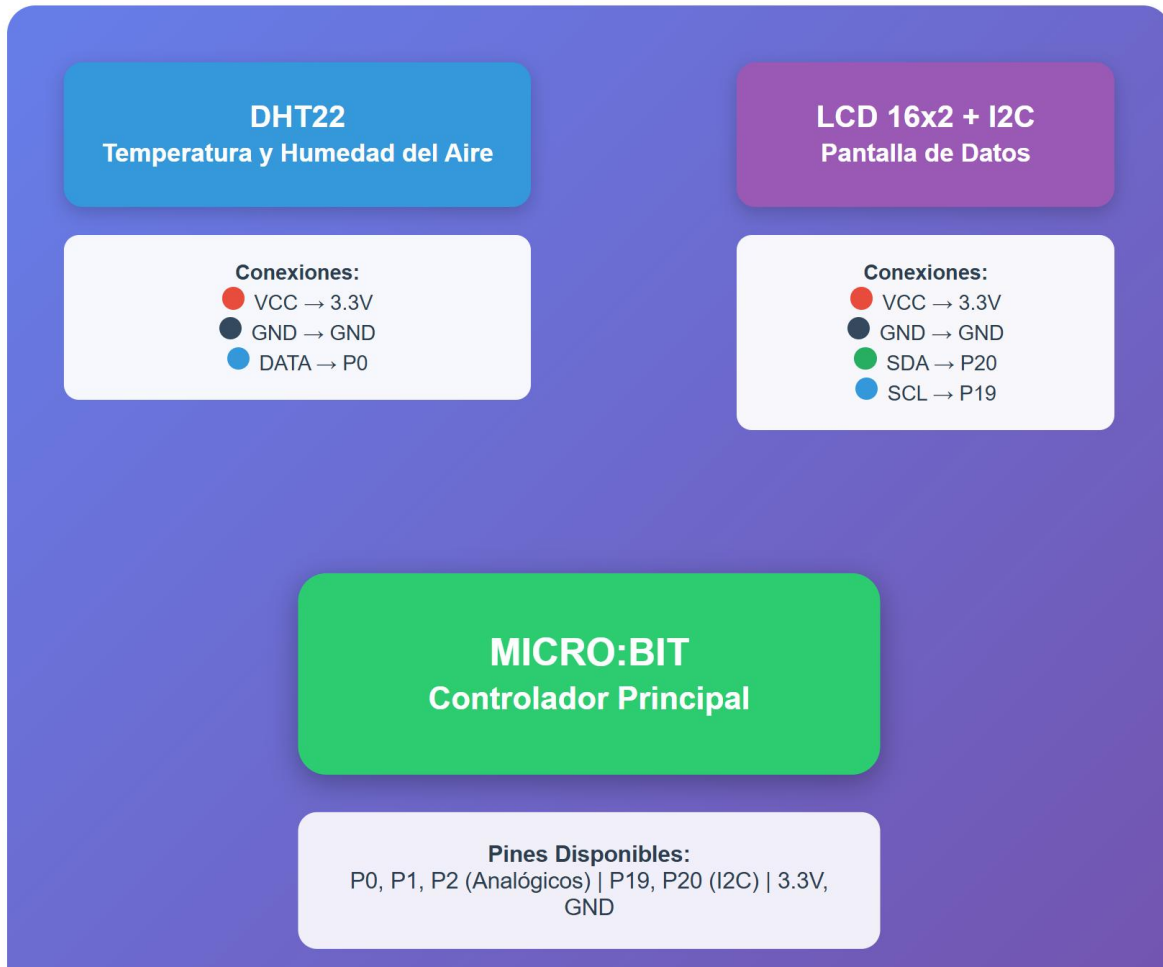 DHT22
Temperatura y Humedad del Aire
Conexiones:
VCC → 3.3V
GND → GND
DATA → P0
LCD 16x2 + I2C
Pantalla de Datos
Conexiones:
VCC → 3.3V
GND → GND
SDA → P20
SCL → P19
MICRO:BIT
Controlador Principal
Pines Disponibles:
P0, P1, P2 (Analógicos) | P19, P20 (I2C) | 3.3V,
GND